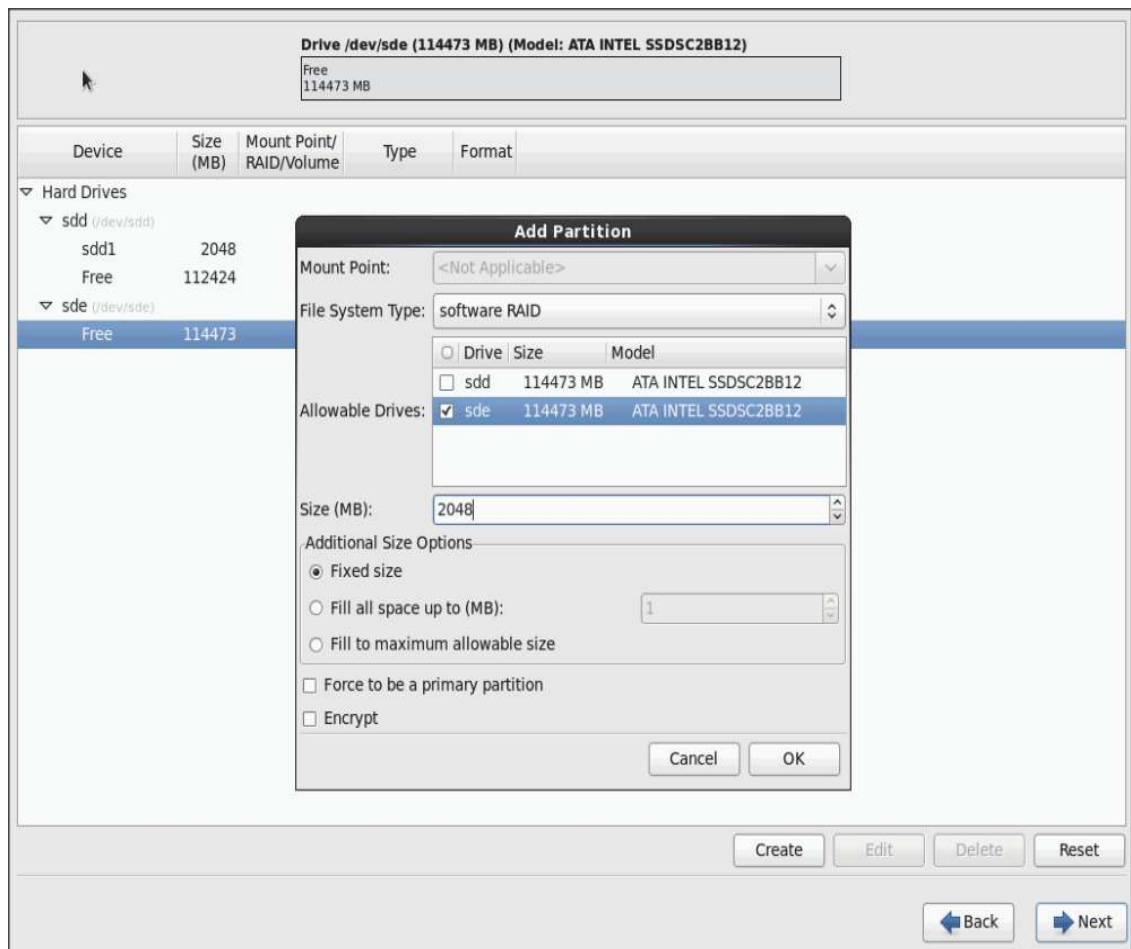 Drive /dev/sde (114473 MB) (Model: ATA INTEL SSDSC2BB12)
Free
114473 MB
Device Size (MB) Mount Point/ RAID/Volume Type Format
Hard Drives
sdd (/dev/sdd)
sdd1 2048
Free 112424
sde (/dev/sde)
Free 114473
Add Partition
Mount Point: <Not Applicable>
File System Type: software RAID
Allowable Drives:
Drive Size Model
sdd 114473 MB ATA INTEL SSDSC2BB12
sde 114473 MB ATA INTEL SSDSC2BB12
Size (MB): 2048
Additional Size Options
Fixed size
Fill all space up to (MB): 1
Fill to maximum allowable size
Force to be a primary partition
Encrypt
Cancel OK
Create Edit Delete Reset
Back Next